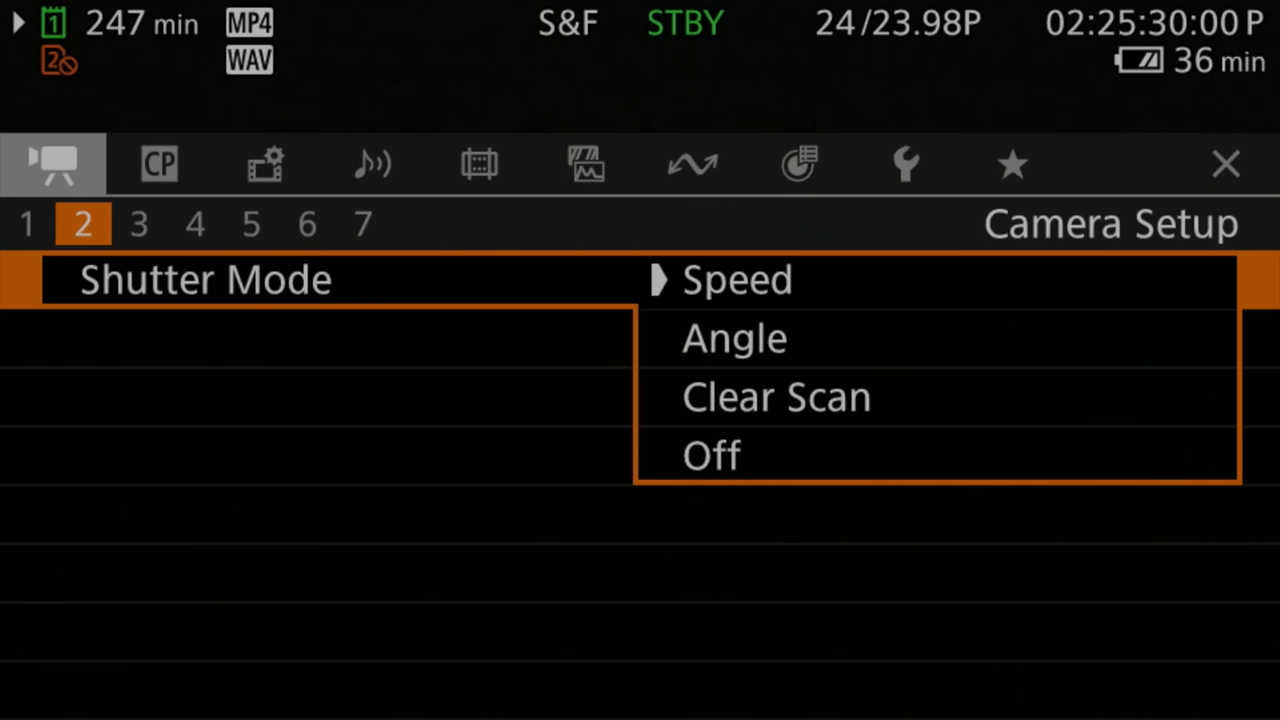 1 247 min MP4 S&F STBY 24/23.98P 02:25:30:00 P
2 WAV 36 min
CP
1 2 3 4 5 6 7 Camera Setup
Shutter Mode Speed
Angle
Clear Scan
Off